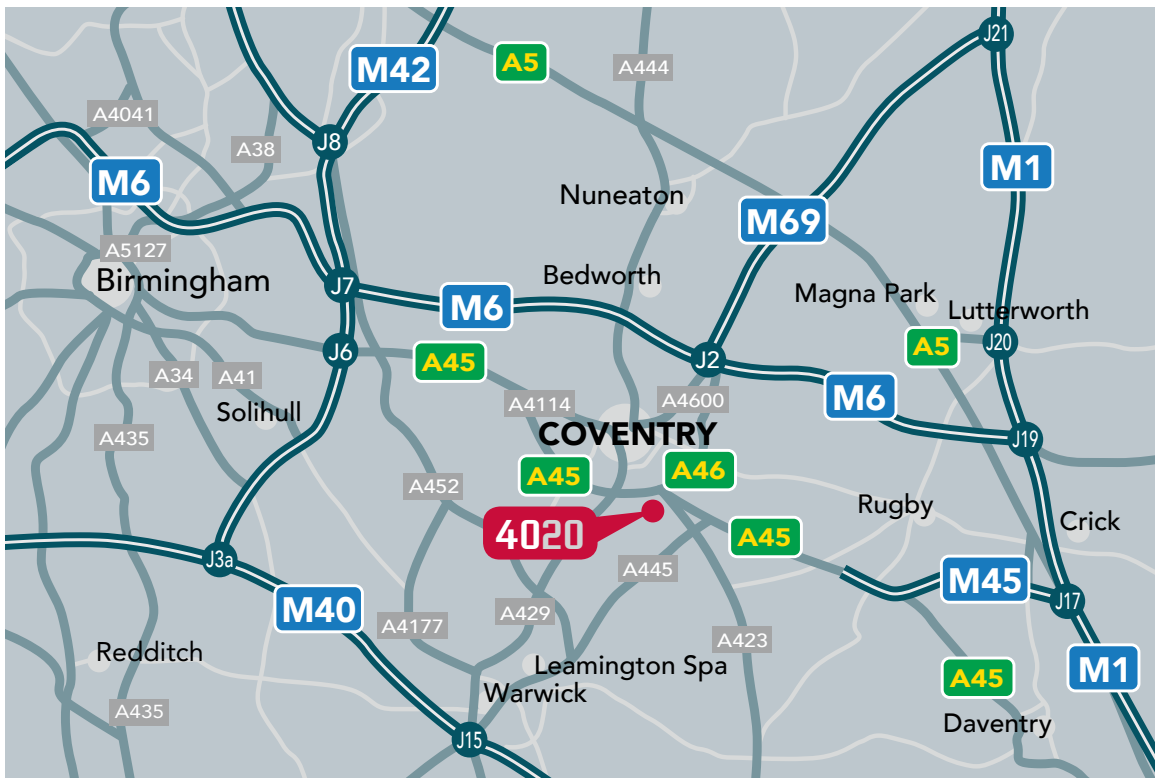 J21
M42
A5
A444
A4041
J8
A38
M1
M6
Nuneaton
M69
A5127
Birmingham
Bedworth
J7
M6
Magna Park
Lutterworth
J20
A5
J6
A45
J2
A34
A41
A4114
A4600
M6
Solihull
A435
COVENTRY
J19
A45
A46
A452
Rugby
Crick
4020
A45
J3a
A445
M45
J17
M40
A429
A4177
A423
Redditch
Leamington Spa
M1
Warwick
A45
A435
Daventry
J15